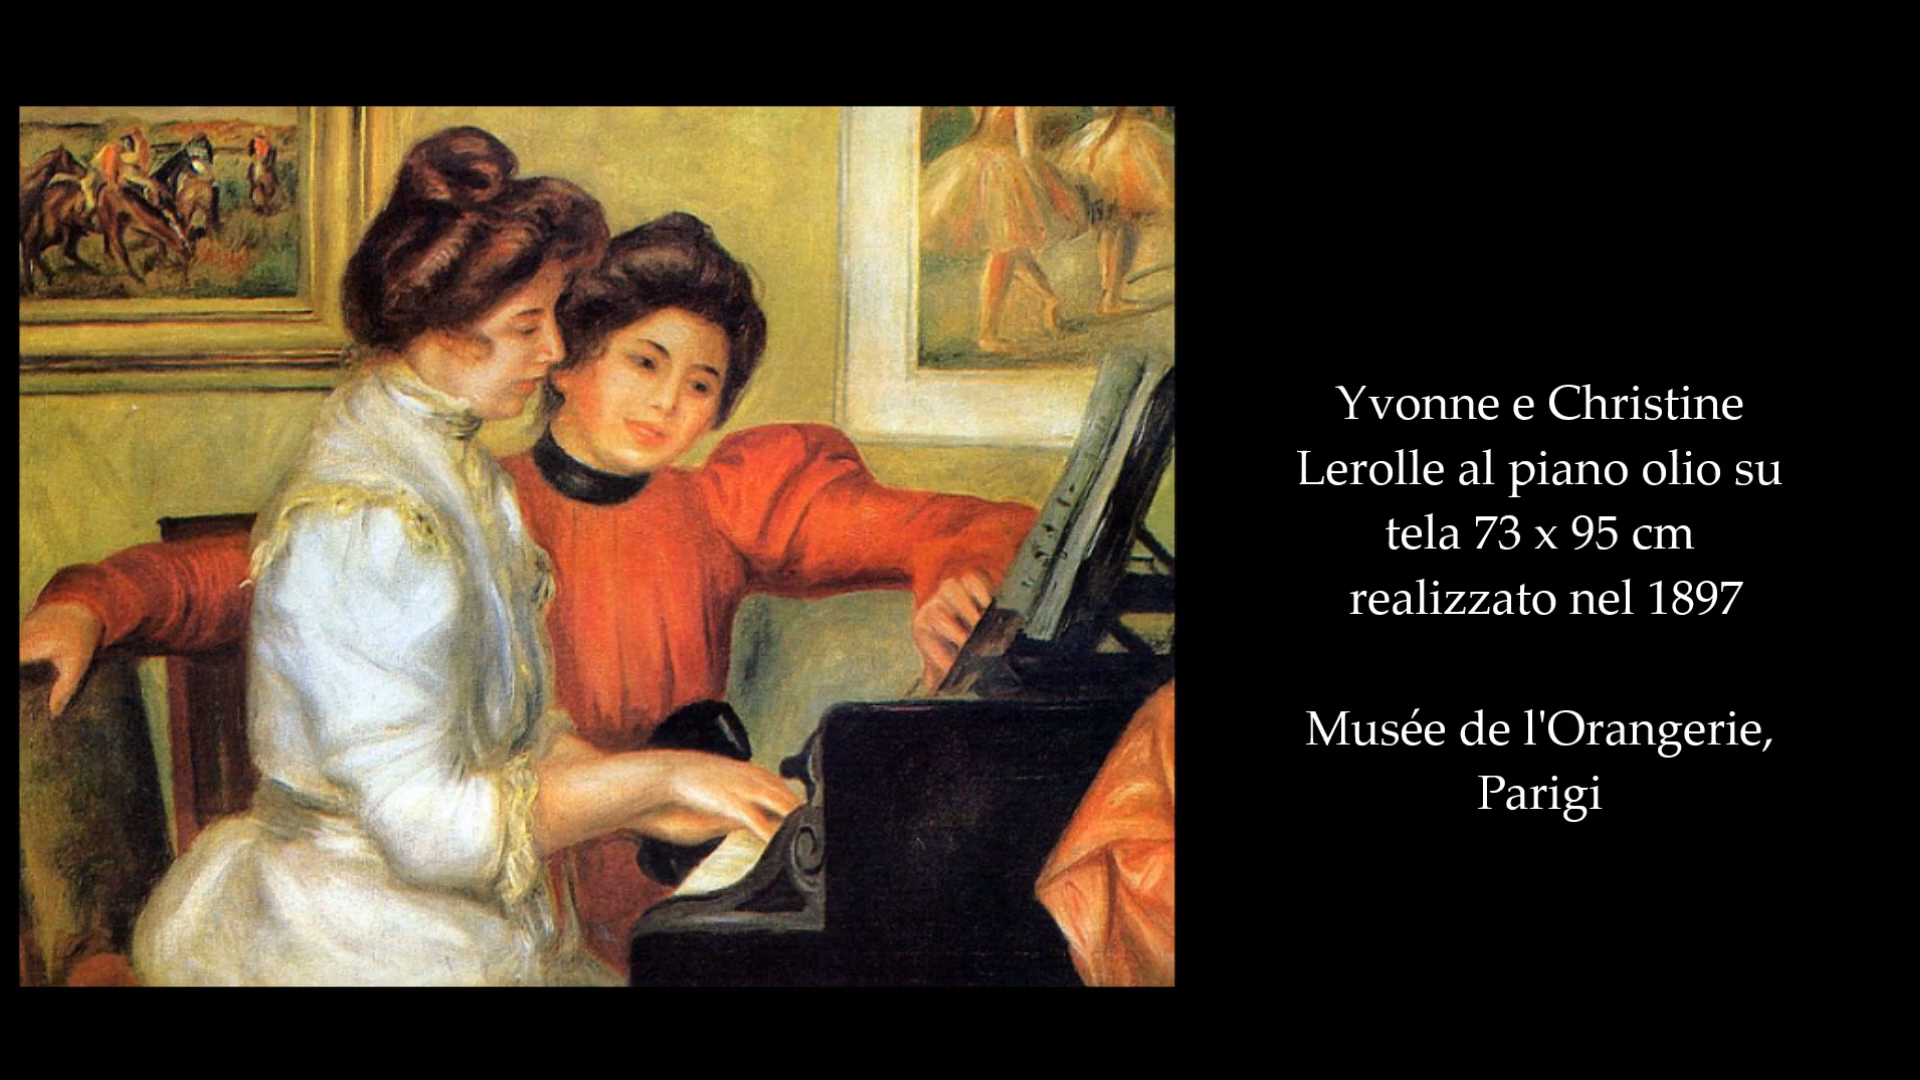 Yvonne e Christine
Lerolle al piano olio su
tela 73 x 95 cm
realizzato nel 1897
Musée de l'Orangerie,
Parigi